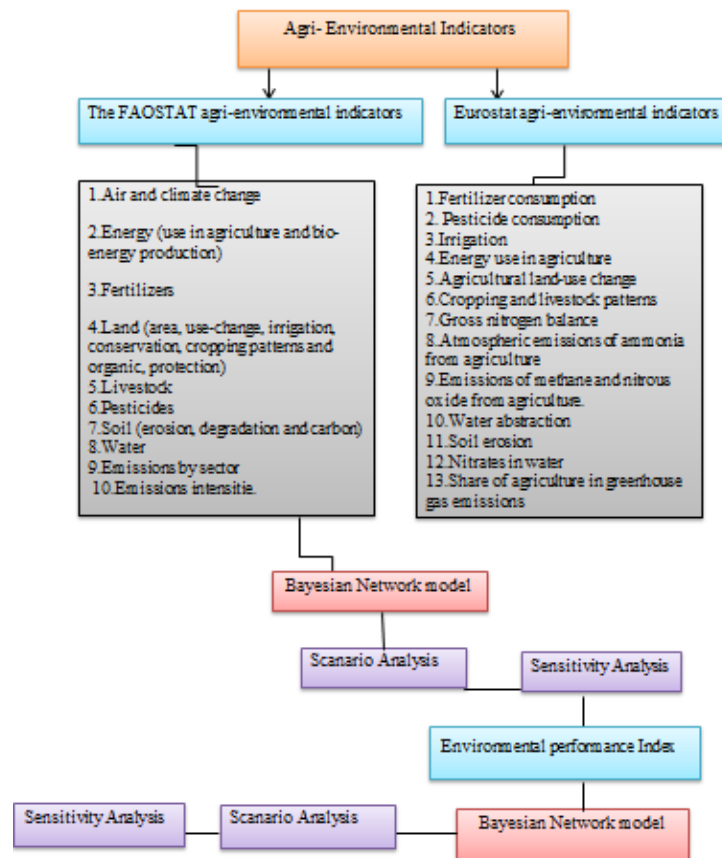 Agri- Environmental Indicators
The FAOSTAT agri-environmental indicators
Eurostat agri-environmental indicators
1.Air and climate change
2.Energy (use in agriculture and bio-
energy production)
3.Fertilizers
4.Land (area, use-change, irrigation,
conservation, cropping patterns and
organic, protection)
5.Livestock
6.Pesticides
7.Soil (erosion, degradation and carbon)
8.Water
9.Emissions by sector
10.Emissions intensitie.
1.Fertilizer consumption
2. Pesticide consumption
3.Irrigation
4.Energy use in agriculture
5.Agricultural land-use change
6.Cropping and livestock patterns
7.Gross nitrogen balance
8.Atmospheric emissions of ammonia
from agriculture
9.Emissions of methane and nitrous
oxide from agriculture.
10.Water abstraction
11.Soil erosion
12.Nitrates in water
13.Share of agriculture in greenhouse
gas emissions
Bayesian Network model
Scanario Analysis
Sensitivity Analysis
Environmental performance Index
Sensitivity Analysis
Scanario Analysis
Bayesian Network model